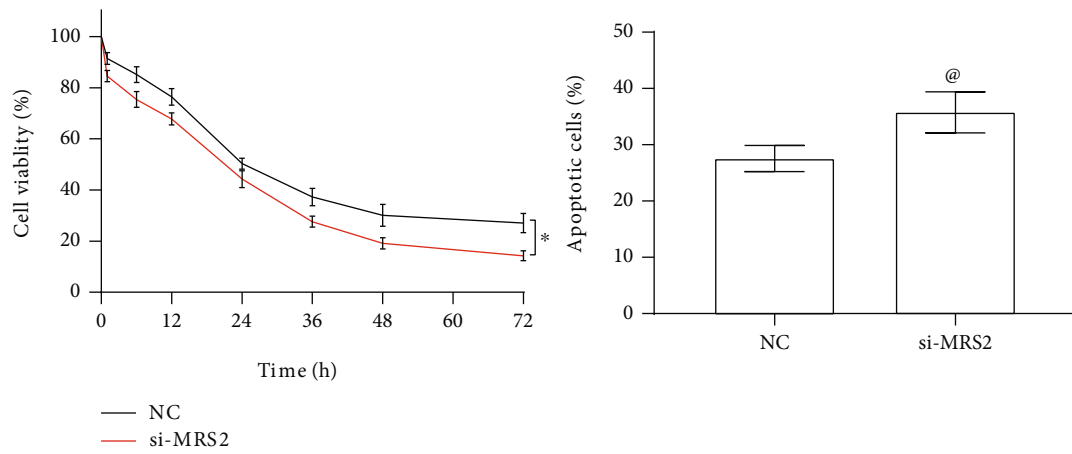 Cell viablity (%)
100
80
60
40
20
0
0 12 24 36 48 60 72
Time (h)
*
NC
si-MRS2
Apoptotic cells (%)
50
40
30
20
10
0
@
NC si-MRS2